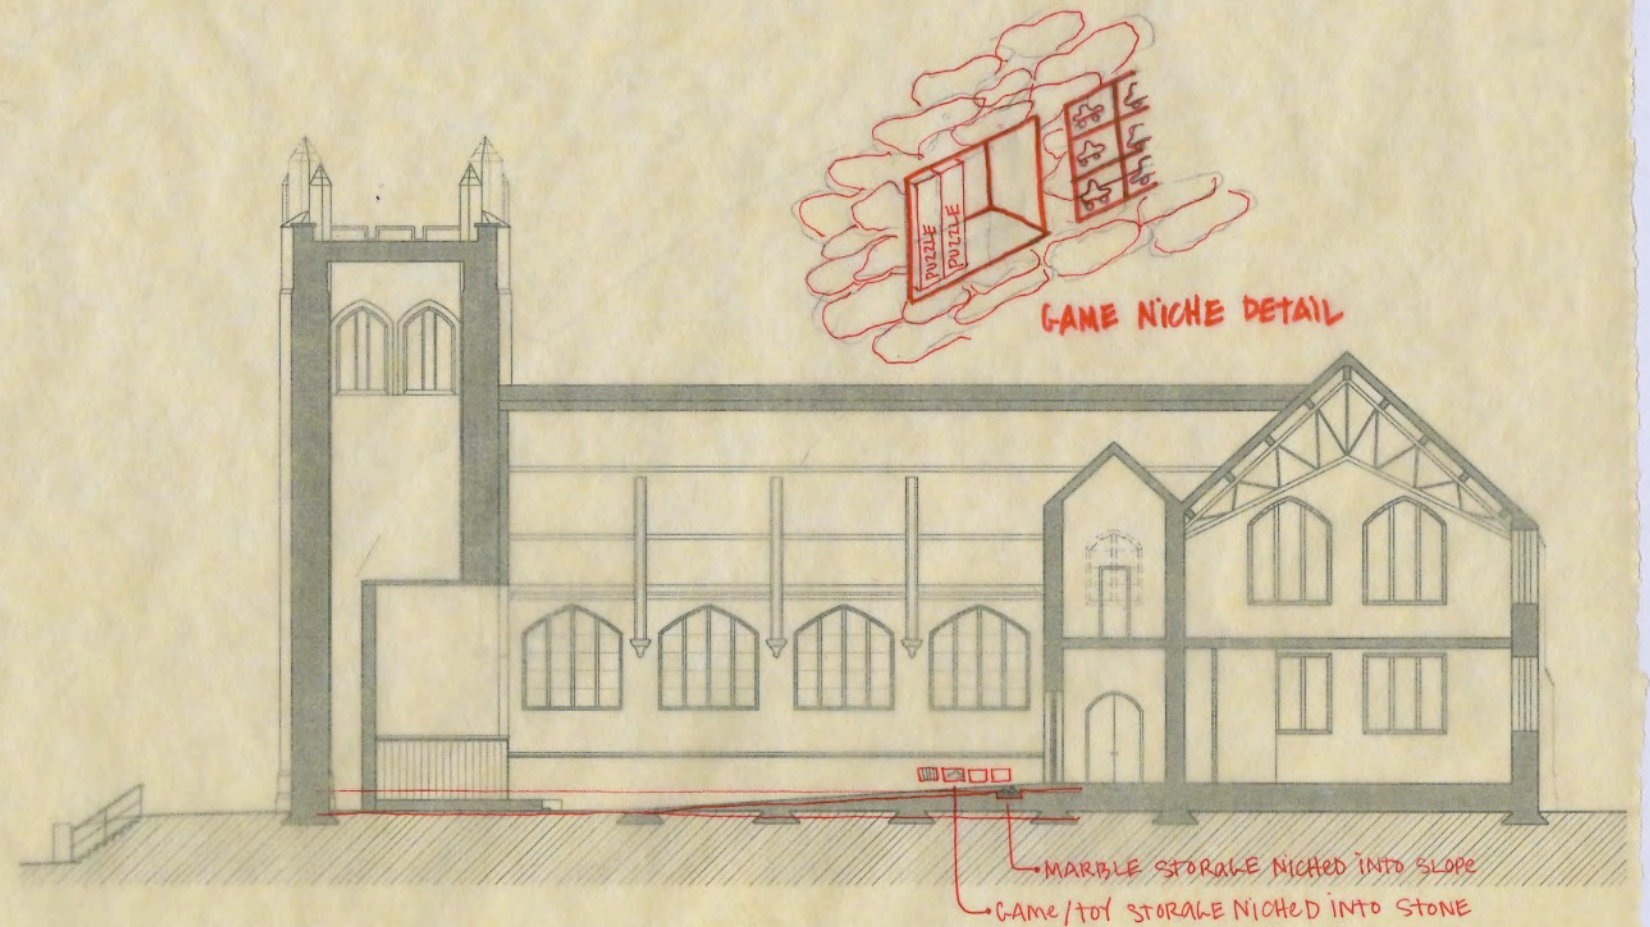 PUZZLE
PUZZLE
GAME NICHE DETAIL
MARBLE STORAGE NICHED INTO SLOPE
GAME/TOY STORAGE NICHED INTO STONE